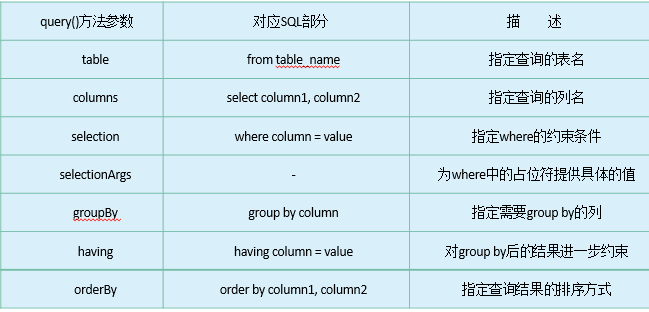 query()方法参数 对应SQL部分 描 述
table from table_name 指定查询的表名
columns select column1, column2 指定查询的列名
selection where column = value 指定where的约束条件
selectionArgs - 为where中的占位符提供具体的值
groupBy group by column 指定需要group by的列
having having column = value 对group by后的结果进一步约束
orderBy order by column1, column2 指定查询结果的排序方式